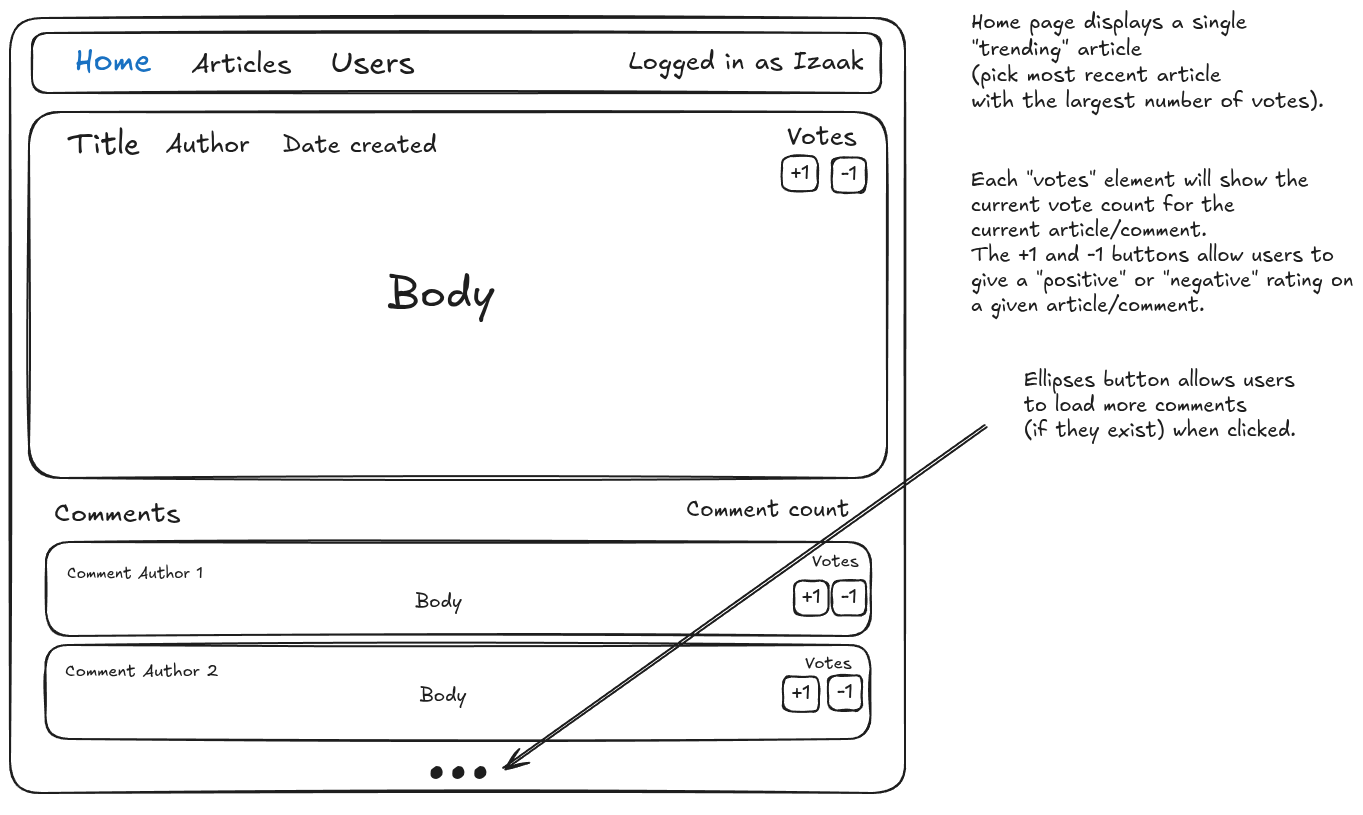 Home Articles Users Logged in as Izaak
Title Author Date created Votes
+1 -1
Body
Comments Comment count
Comment Author 1 Votes
Body +1 -1
Comment Author 2 Votes
Body +1 -1
Home page displays a single
"trending" article
(pick most recent article
with the largest number of votes).
Each "votes" element will show the
current vote count for the
current article/comment.
The +1 and -1 buttons allow users to
give a "positive" or "negative" rating on
a given article/comment.
Ellipses button allows users
to load more comments
(if they exist) when clicked.